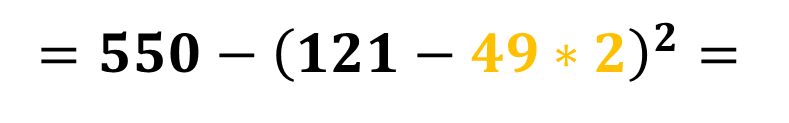 = 550 − (121 − 49 * 2)² =